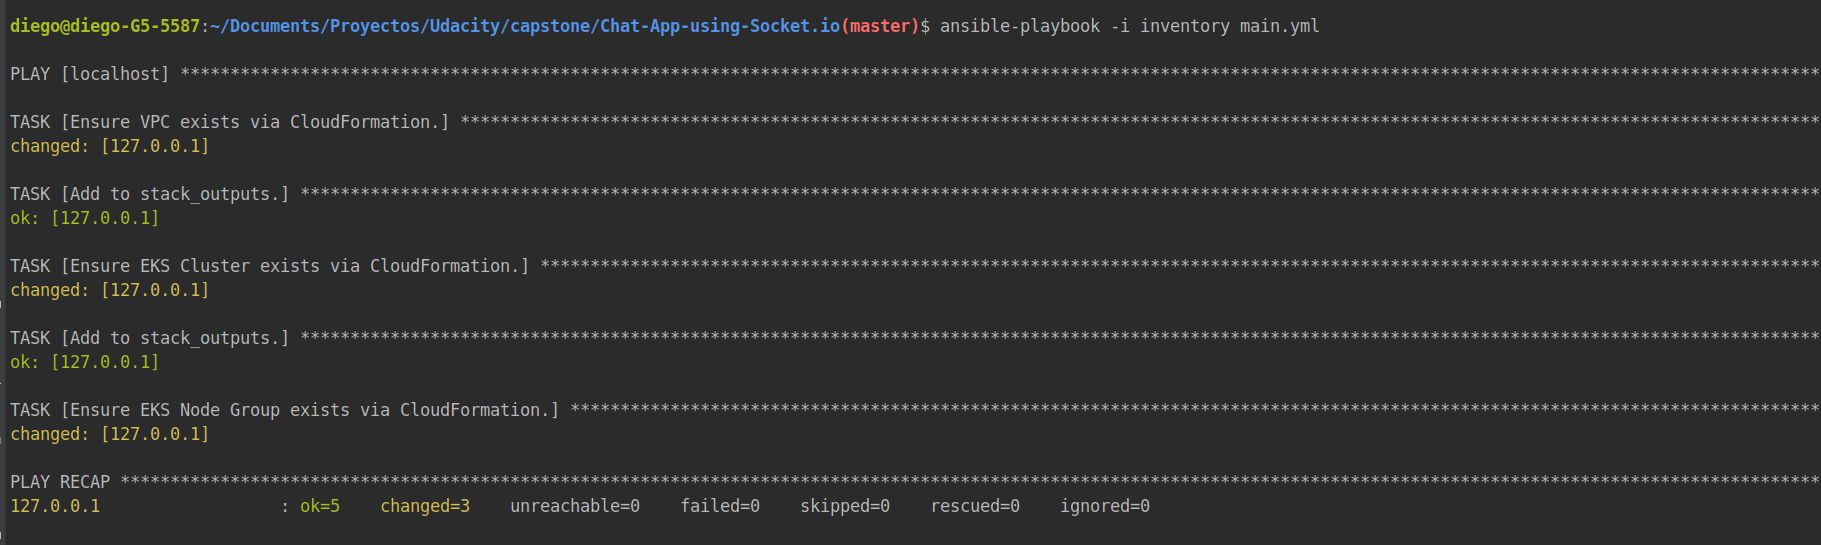 diego@diego-G5-5587:~/Documents/Proyectos/Udacity/capstone/Chat-App-using-Socket.io(master)$ ansible-playbook -i inventory main.yml
PLAY [localhost] ********************************************************************************************************************************************************************
TASK [Ensure VPC exists via CloudFormation.] ****************************************************************************************************************************************
changed: [127.0.0.1]
TASK [Add to stack_outputs.] ********************************************************************************************************************************************************
ok: [127.0.0.1]
TASK [Ensure EKS Cluster exists via CloudFormation.] ********************************************************************************************************************************
changed: [127.0.0.1]
TASK [Add to stack_outputs.] ********************************************************************************************************************************************************
ok: [127.0.0.1]
TASK [Ensure EKS Node Group exists via CloudFormation.] *****************************************************************************************************************************
changed: [127.0.0.1]
PLAY RECAP **************************************************************************************************************************************************************************
127.0.0.1                  : ok=5    changed=3    unreachable=0    failed=0    skipped=0    rescued=0    ignored=0